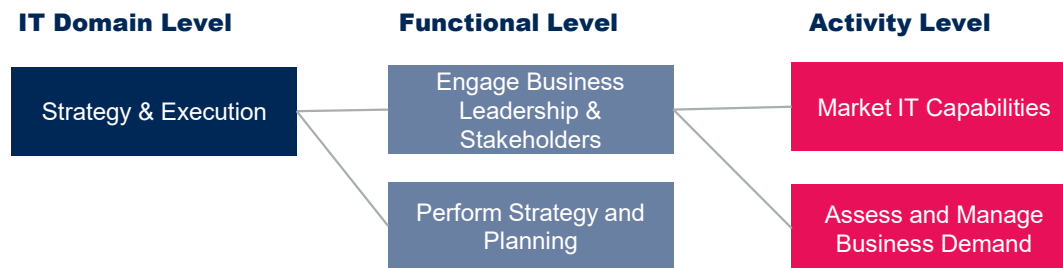 IT Domain Level
Functional Level
Activity Level
Strategy & Execution
Engage Business
Leadership &
Stakeholders
Market IT Capabilities
Perform Strategy and
Planning
Assess and Manage
Business Demand